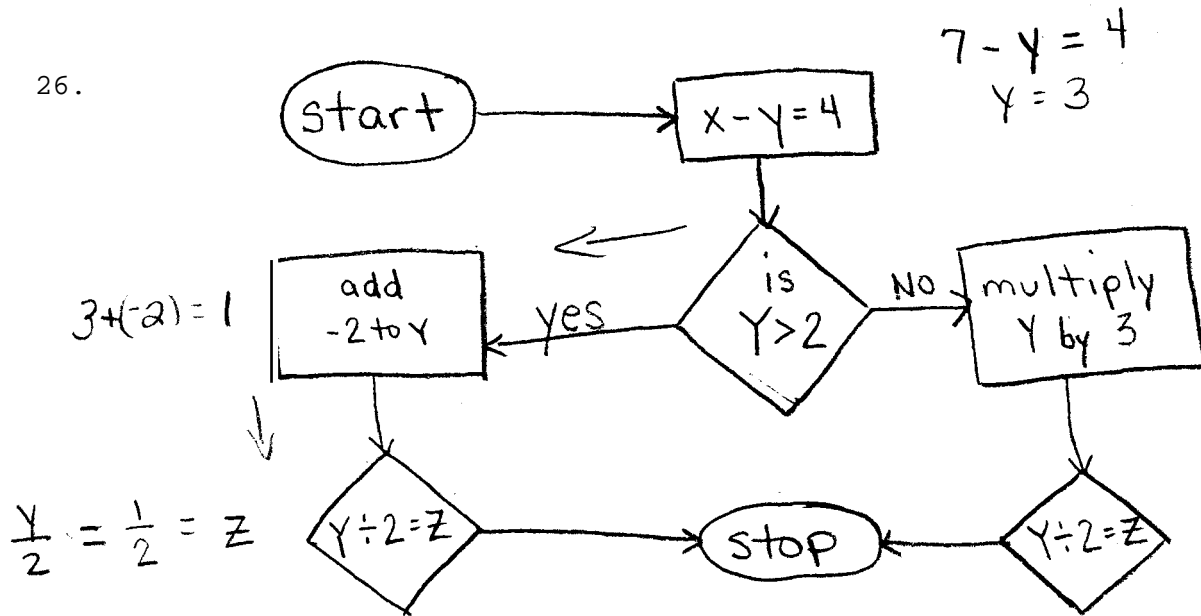 26.
7 - y = 4
y = 3
start
x - y = 4
is
Y > 2
yes
NO
add
-2 to Y
3+(-2) = 1
multiply
Y by 3
Y/2 = 1/2 = Z
Y÷2=Z
stop
Y÷2=Z